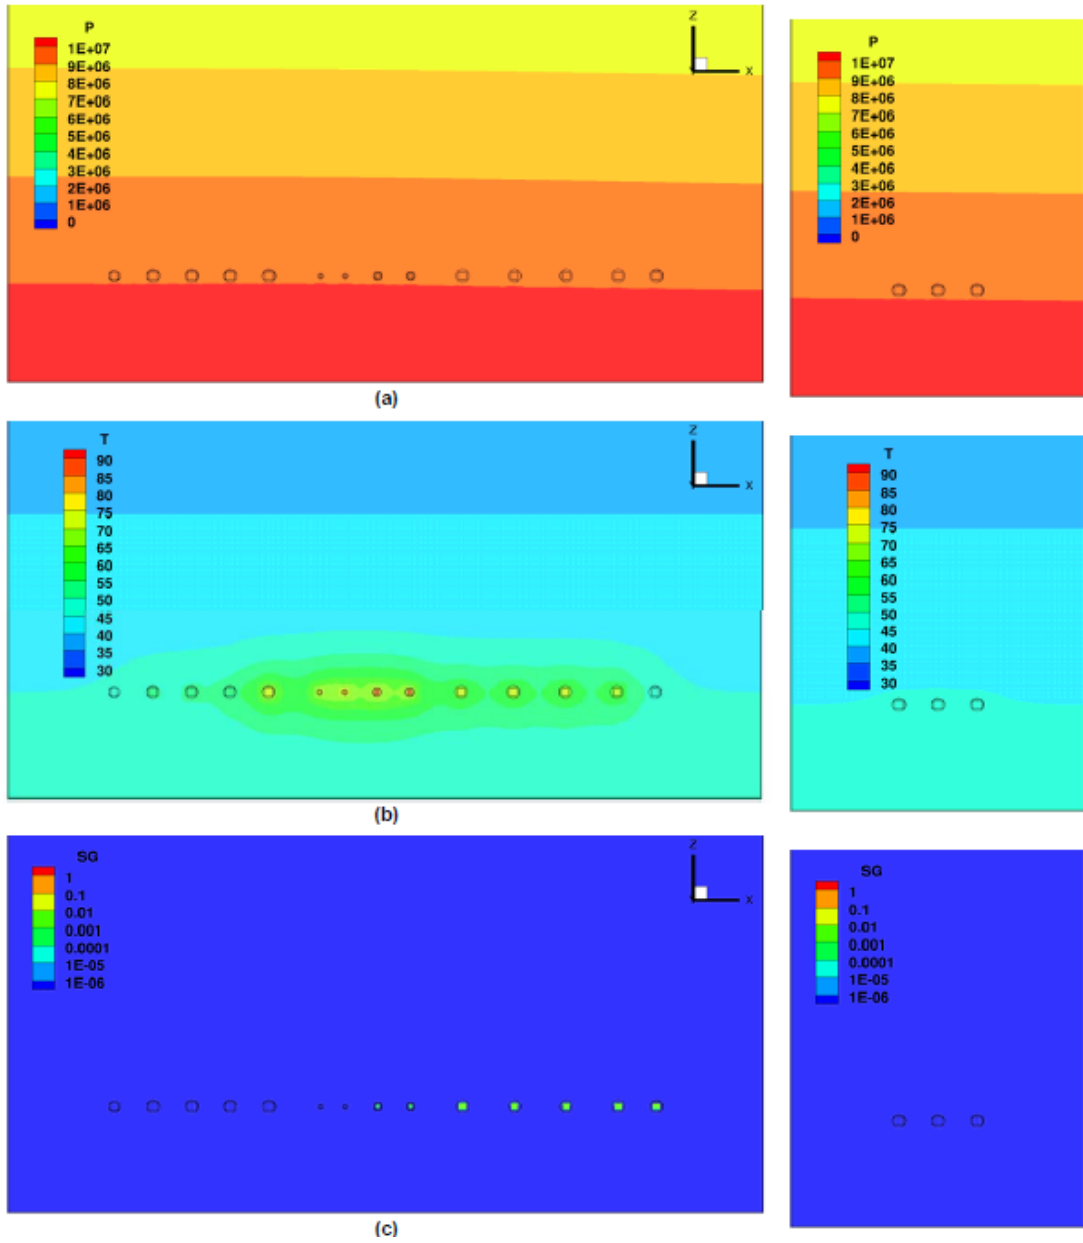 P
1E+07
9E+06
8E+06
7E+06
6E+06
5E+06
4E+06
3E+06
2E+06
1E+06
0
Z
X
P
1E+07
9E+06
8E+06
7E+06
6E+06
5E+06
4E+06
3E+06
2E+06
1E+06
0
(a)
T
90
85
80
75
70
65
60
55
50
45
40
35
30
Z
X
T
90
85
80
75
70
65
60
55
50
45
40
35
30
(b)
SG
1
0.1
0.01
0.001
0.0001
1E-05
1E-06
Z
X
SG
1
0.1
0.01
0.001
0.0001
1E-05
1E-06
(c)